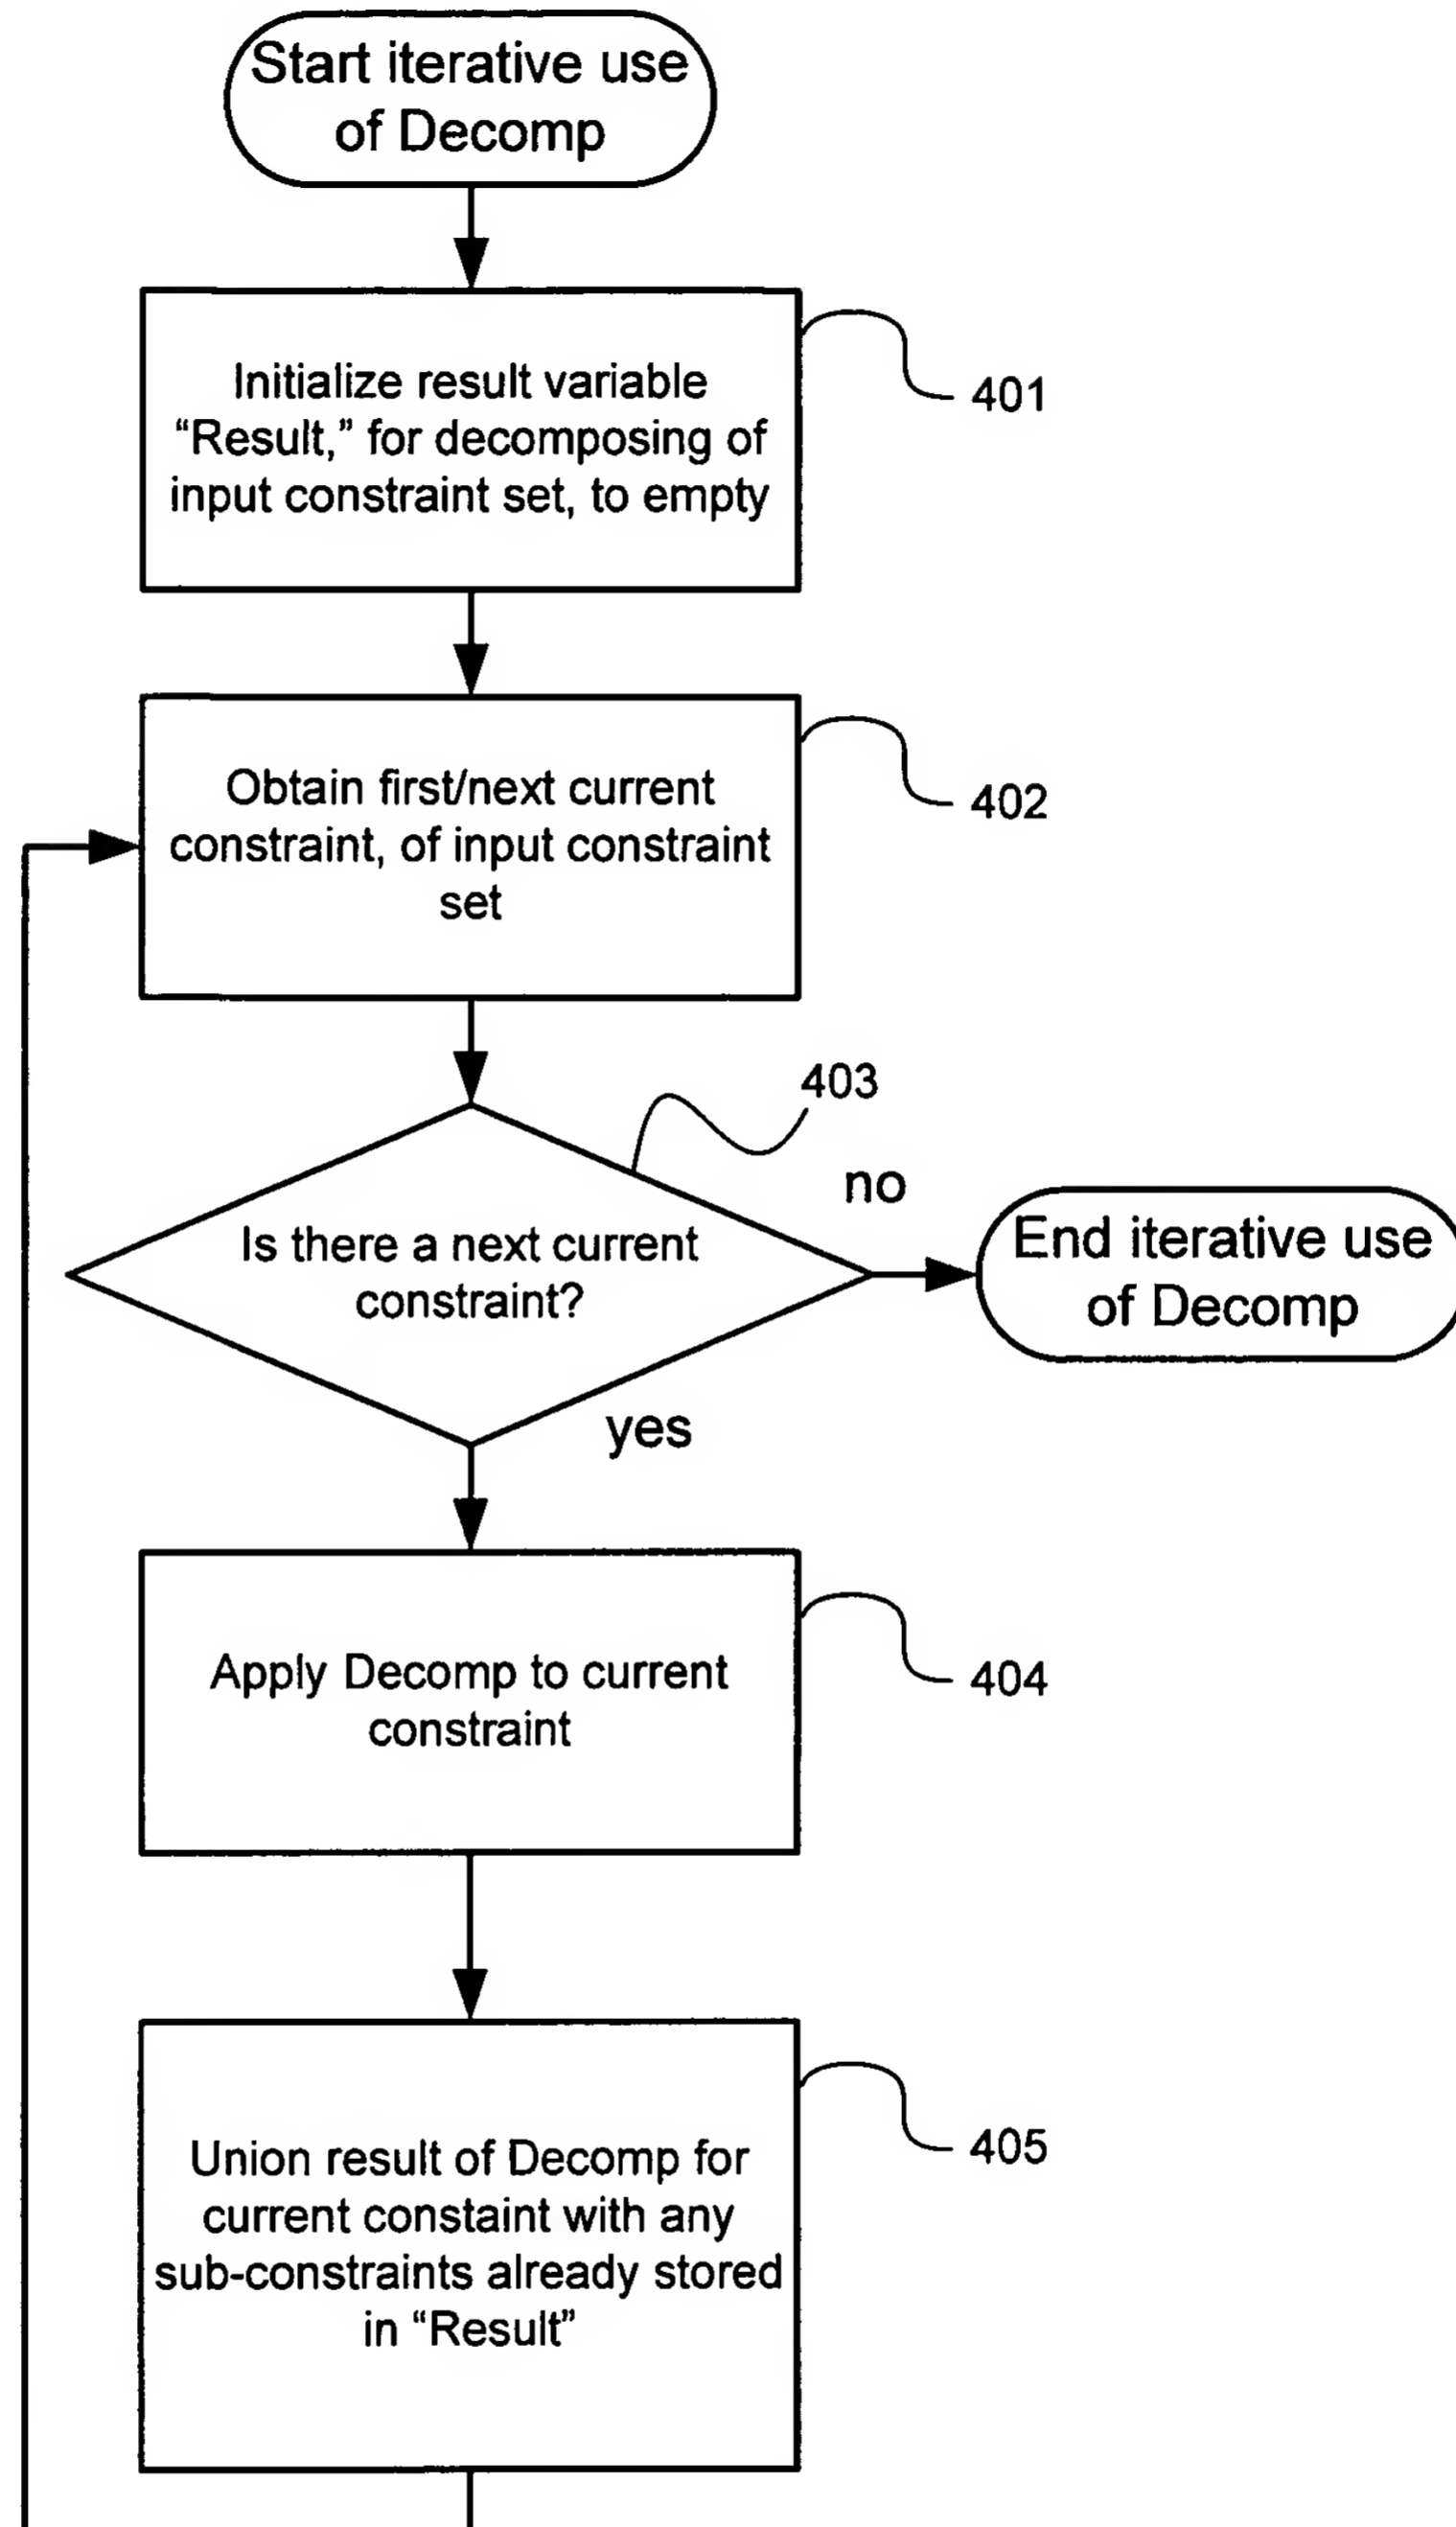 Start iterative use
of Decomp
Initialize result variable
“Result,” for decomposing of
input constraint set, to empty
401
Obtain first/next current
constraint, of input constraint
set
402
403
Is there a next current
constraint?
no
End iterative use
of Decomp
yes
Apply Decomp to current
constraint
404
Union result of Decomp for
current constaint with any
sub-constraints already stored
in “Result”
405